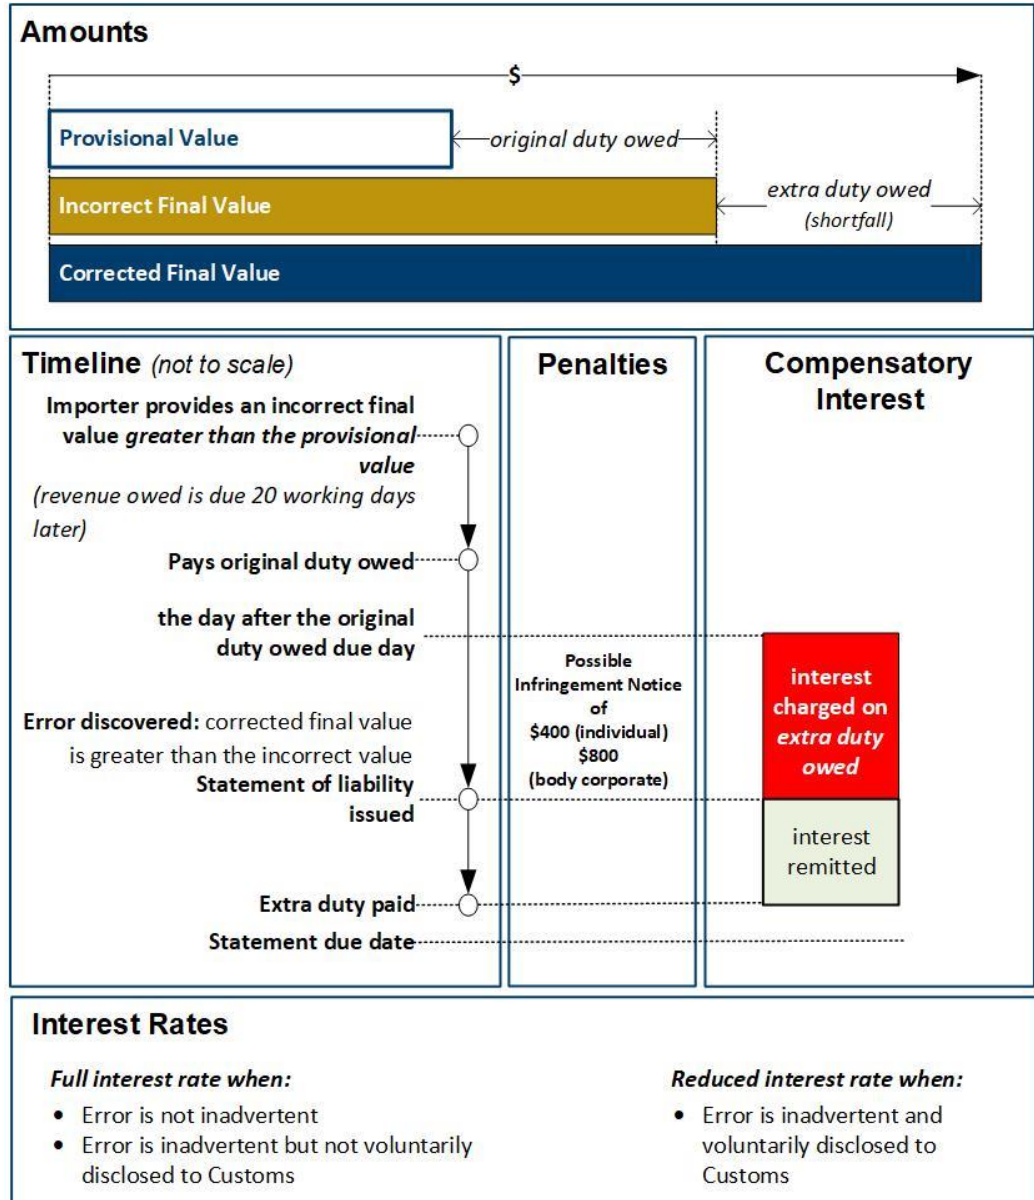 Amounts
$
Provisional Value
original duty owed
Incorrect Final Value
extra duty owed
(shortfall)
Corrected Final Value
Timeline (not to scale)
Importer provides an incorrect final
value greater than the provisional
value
(revenue owed is due 20 working days
later)
Pays original duty owed
the day after the original
duty owed due day
Error discovered: corrected final value
is greater than the incorrect value
Statement of liability
issued
Extra duty paid
Statement due date
Penalties
Possible
Infringement Notice
of
$400 (individual)
$800
(body corporate)
Compensatory
Interest
interest
charged on
extra duty
owed
interest
remitted
Interest Rates
Full interest rate when:
• Error is not inadvertent
• Error is inadvertent but not voluntarily
disclosed to Customs
Reduced interest rate when:
• Error is inadvertent and
voluntarily disclosed to
Customs